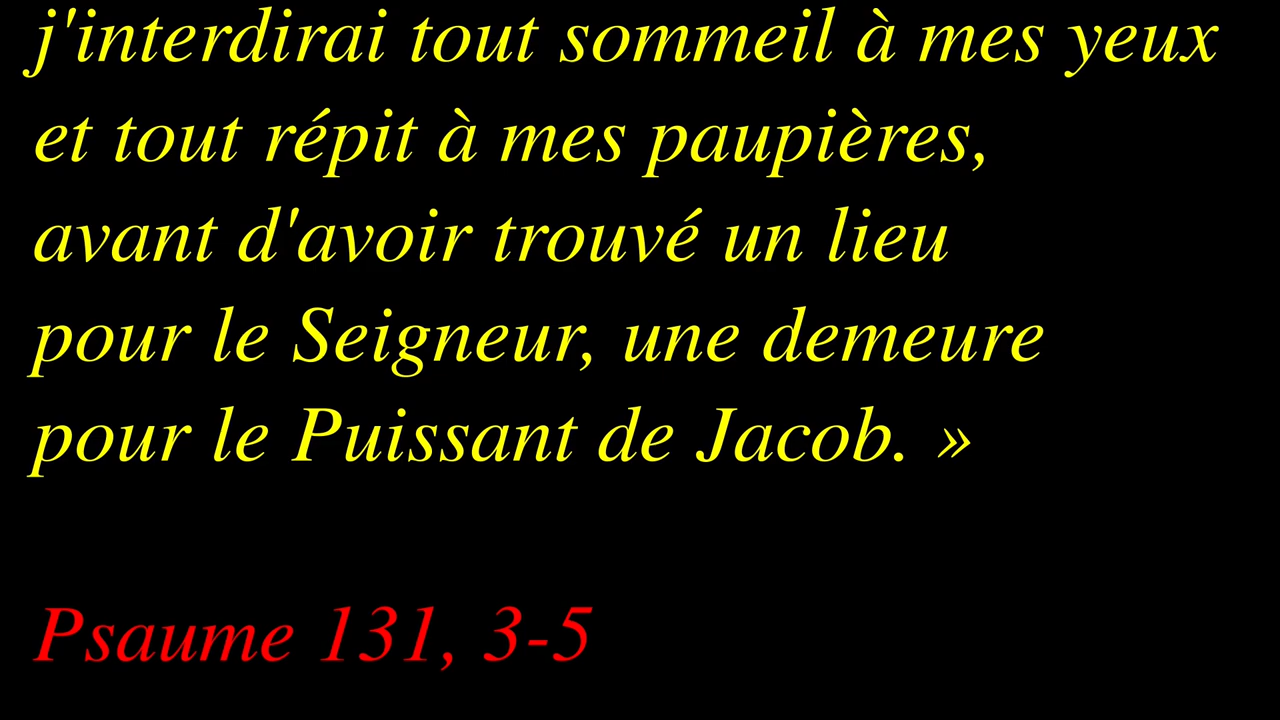 j'interdirai tout sommeil à mes yeux
et tout répit à mes paupières,
avant d'avoir trouvé un lieu
pour le Seigneur, une demeure
pour le Puissant de Jacob. »
Psaume 131, 3-5